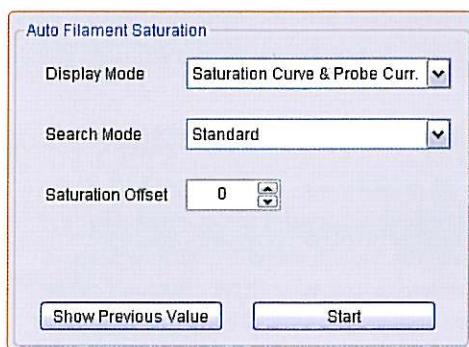 Auto Filament Saturation
Display Mode Saturation Curve & Probe Curr.
Search Mode Standard
Saturation Offset 0
Show Previous Value Start